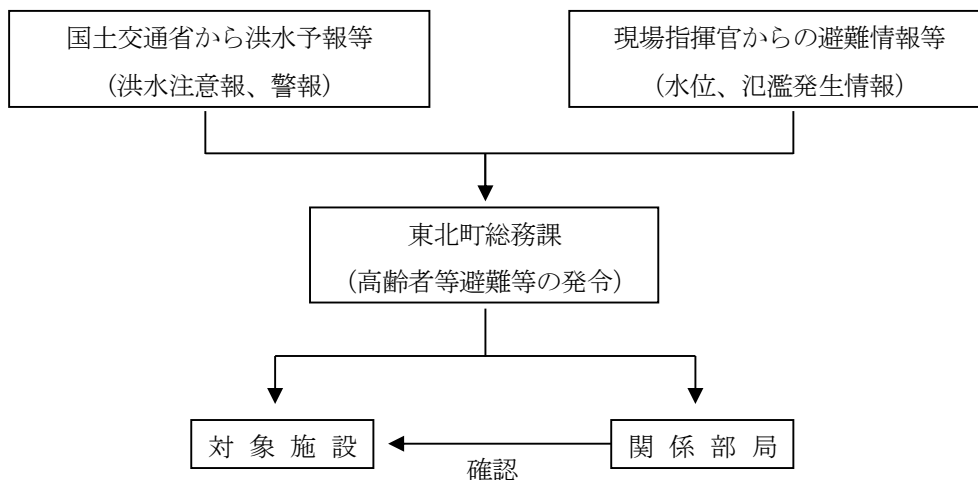 国土交通省から洪水予報等
（洪水注意報、警報）
現場指揮官からの避難情報等
（水位、氾濫発生情報）
東北町総務課
（高齢者等避難等の発令）
対象施設
関係部局
確認